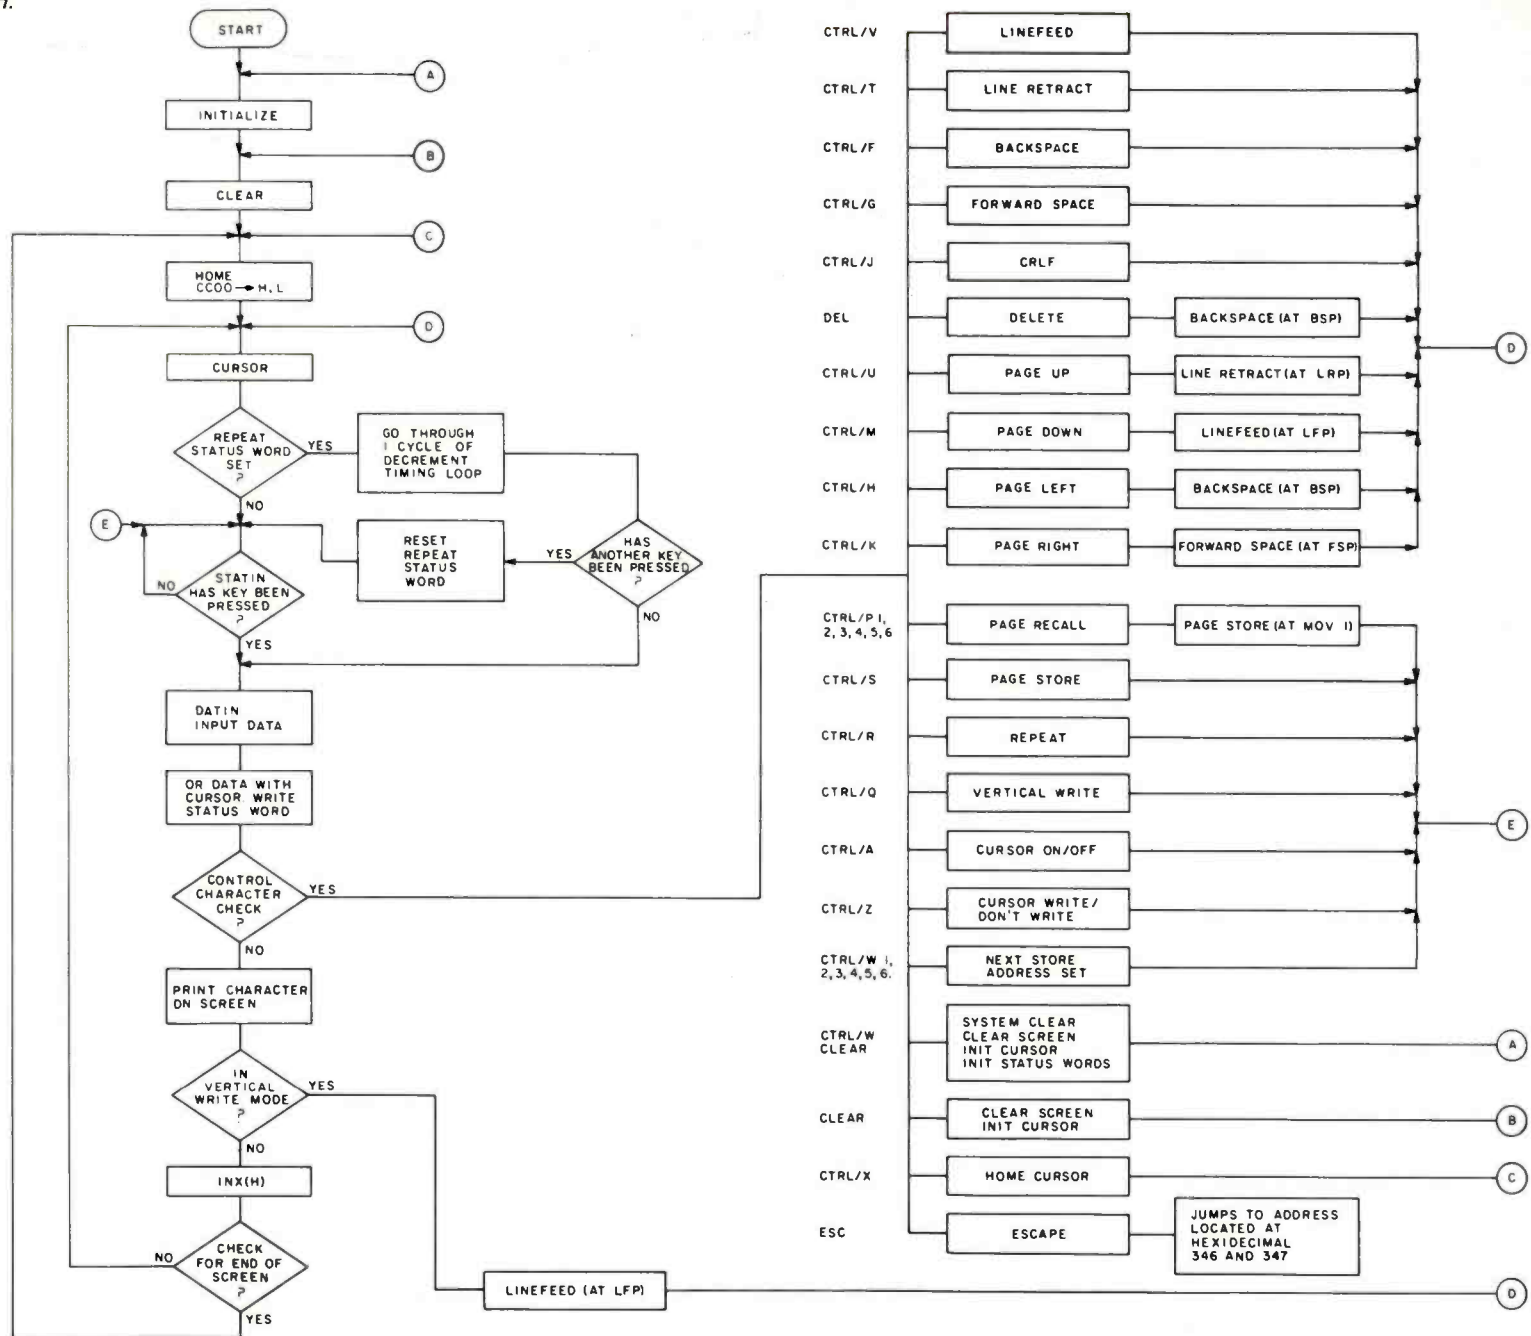 START
A
INITIALIZE
B
CLEAR
C
HOME
CC00→H,L
D
CURSOR
REPEAT
STATUS WORD
SET
?
YES
NO
GO THROUGH
1 CYCLE OF
DECREMENT
TIMING LOOP
E
RESET
REPEAT
STATUS
WORD
YES
HAS
ANOTHER KEY
BEEN PRESSED
?
NO
STATIN
HAS KEY BEEN
PRESSED
?
NO
YES
DATIN
INPUT DATA
OR DATA WITH
CURSOR WRITE
STATUS WORD
CONTROL
CHARACTER
CHECK
?
YES
NO
PRINT CHARACTER
ON SCREEN
IN
VERTICAL
WRITE MODE
?
YES
NO
INX(H)
CHECK
FOR END OF
SCREEN
?
NO
YES
LINEFEED (AT LFP)
D
CTRL/V LINEFEED
CTRL/T LINE RETRACT
CTRL/F BACKSPACE
CTRL/G FORWARD SPACE
CTRL/J CRLF
DEL DELETE BACKSPACE (AT BSP)
D
CTRL/U PAGE UP LINE RETRACT (AT LRP)
CTRL/M PAGE DOWN LINEFEED (AT LFP)
CTRL/H PAGE LEFT BACKSPACE (AT BSP)
CTRL/K PAGE RIGHT FORWARD SPACE (AT FSP)
CTRL/P 1,
2,3,4,5,6
PAGE RECALL PAGE STORE (AT MOV 1)
CTRL/S PAGE STORE
CTRL/R REPEAT
CTRL/Q VERTICAL WRITE
E
CTRL/A CURSOR ON/OFF
CTRL/Z
CURSOR WRITE/
DON'T WRITE
CTRL/W 1,
2,3,4,5,6.
NEXT STORE
ADDRESS SET
CTRL/W
CLEAR
SYSTEM CLEAR
CLEAR SCREEN
INIT CURSOR
INIT STATUS WORDS
A
CLEAR
CLEAR SCREEN
INIT CURSOR
B
CTRL/X HOME CURSOR
C
ESC ESCAPE
JUMPS TO ADDRESS
LOCATED AT
HEXIDECIMAL
346 AND 347